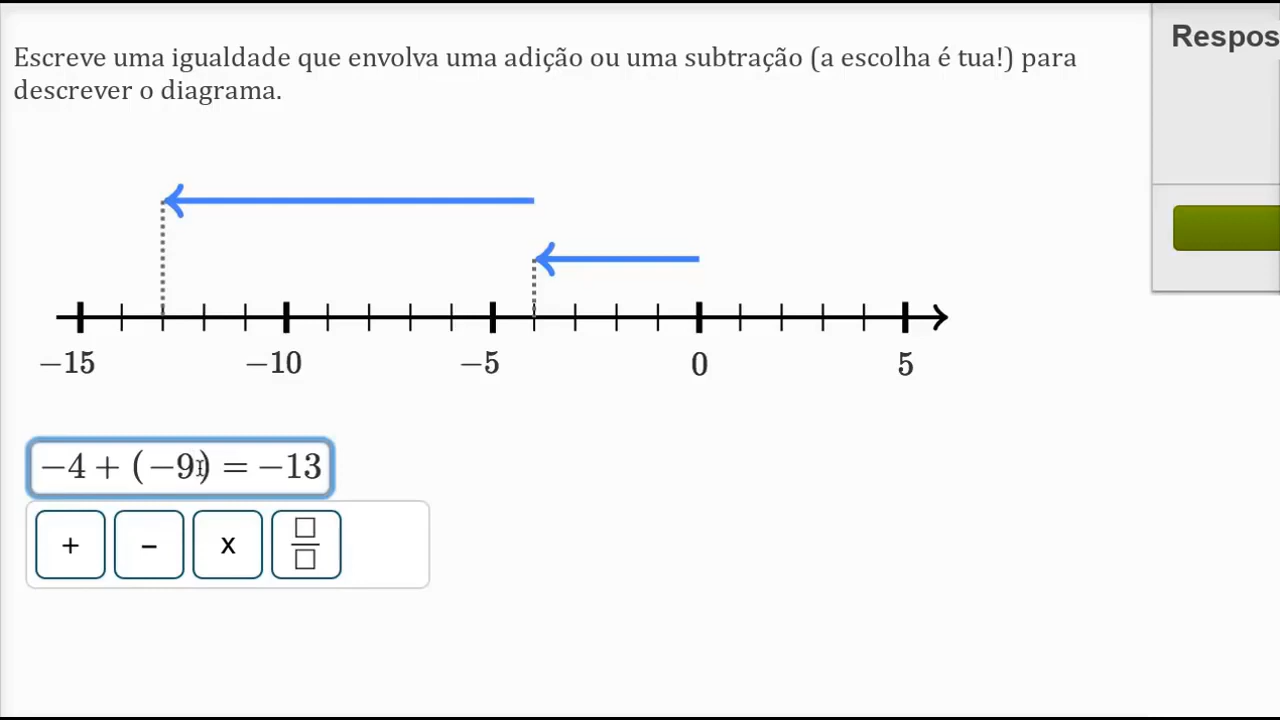 Escreve uma igualdade que envolva uma adição ou uma subtração (a escolha é tua!) para
descrever o diagrama.
Respos
−15 −10 −5 0 5
−4 + (−9) = −13
+ − x □/□